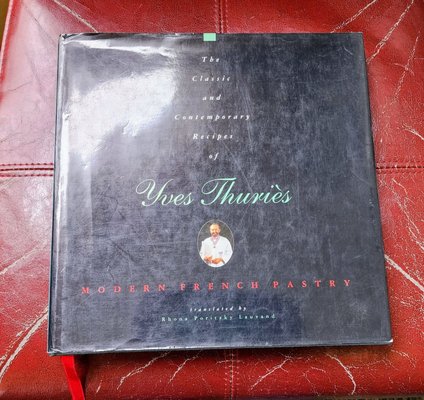 The
Classic
and
Contemporary
Recipes
of
Yves Thuriès
MODERN FRENCH PASTRY
translated by
Rhona Poritzky Lauvand